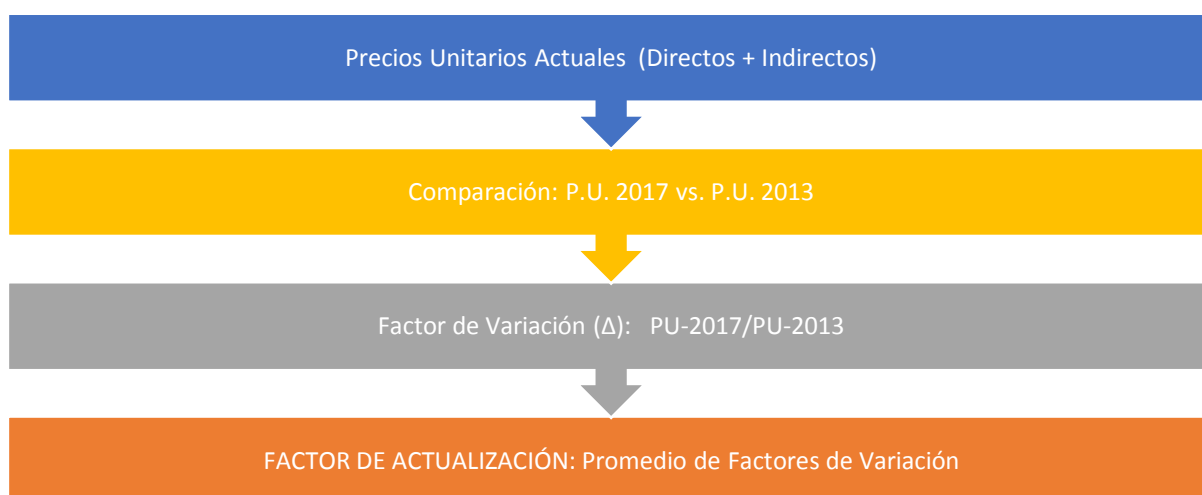 Precios Unitarios Actuales (Directos + Indirectos)
Comparación: P.U. 2017 vs. P.U. 2013
Factor de Variación (Δ): PU-2017/PU-2013
FACTOR DE ACTUALIZACIÓN: Promedio de Factores de Variación